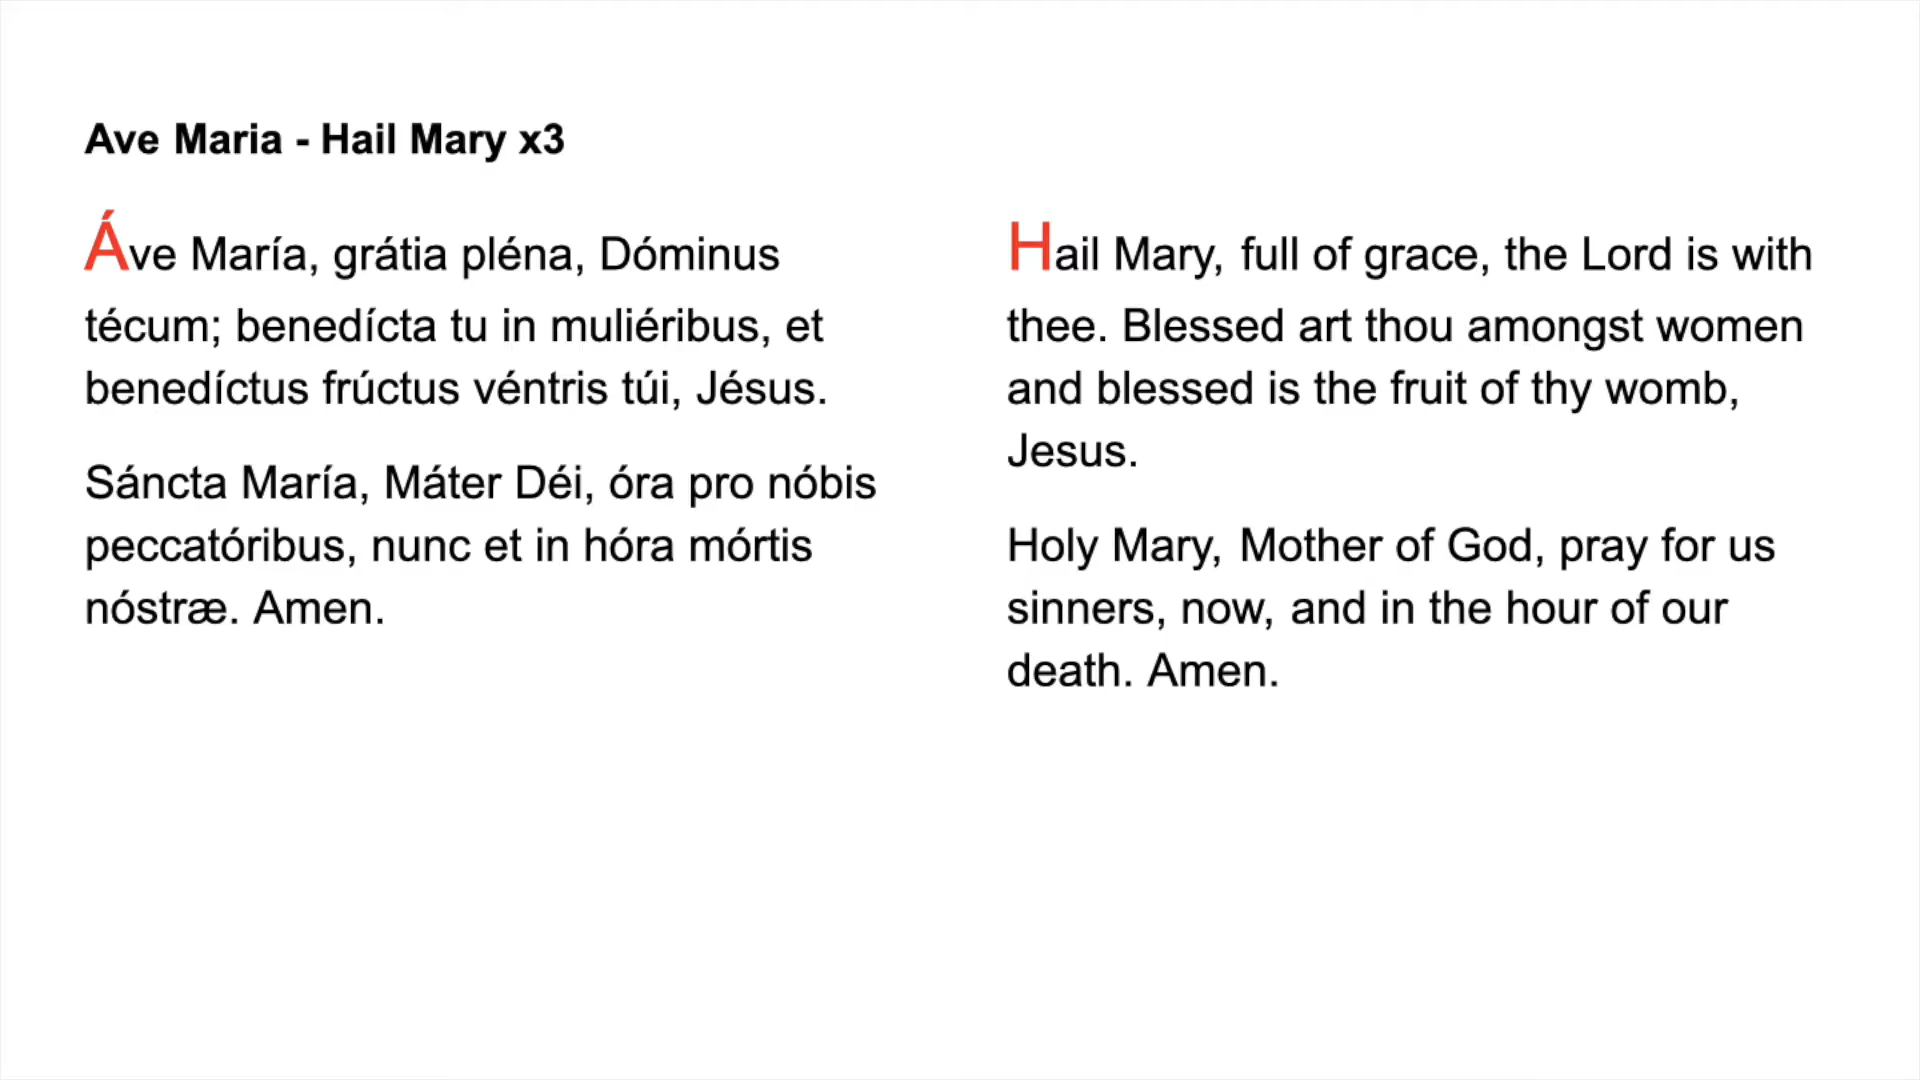 Ave Maria - Hail Mary x3
Áve María, grátia pléna, Dóminus
técum; benedícta tu in muliéribus, et
benedíctus frúctus véntris túi, Jésus.
Sáncta María, Máter Déi, óra pro nóbis
peccatóribus, nunc et in hóra mórtis
nóstræ. Amen.
Hail Mary, full of grace, the Lord is with
thee. Blessed art thou amongst women
and blessed is the fruit of thy womb,
Jesus.
Holy Mary, Mother of God, pray for us
sinners, now, and in the hour of our
death. Amen.